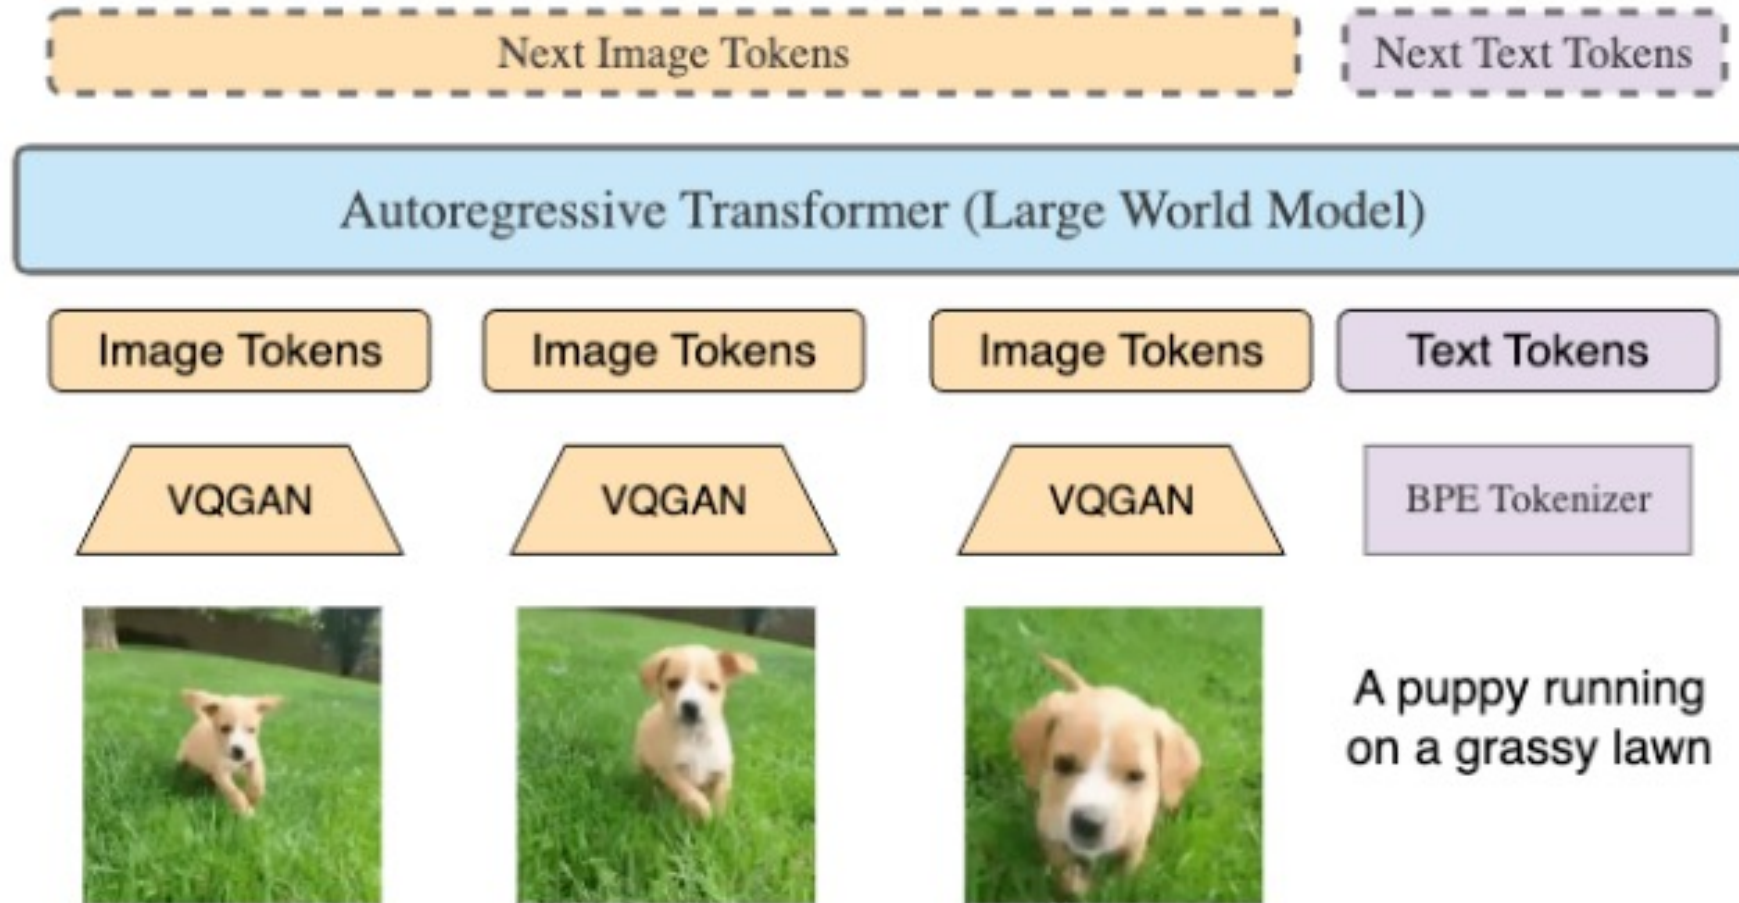 Next Image Tokens
Next Text Tokens
Autoregressive Transformer (Large World Model)
Image Tokens
Image Tokens
Image Tokens
Text Tokens
VQGAN
VQGAN
VQGAN
BPE Tokenizer
A puppy running
on a grassy lawn